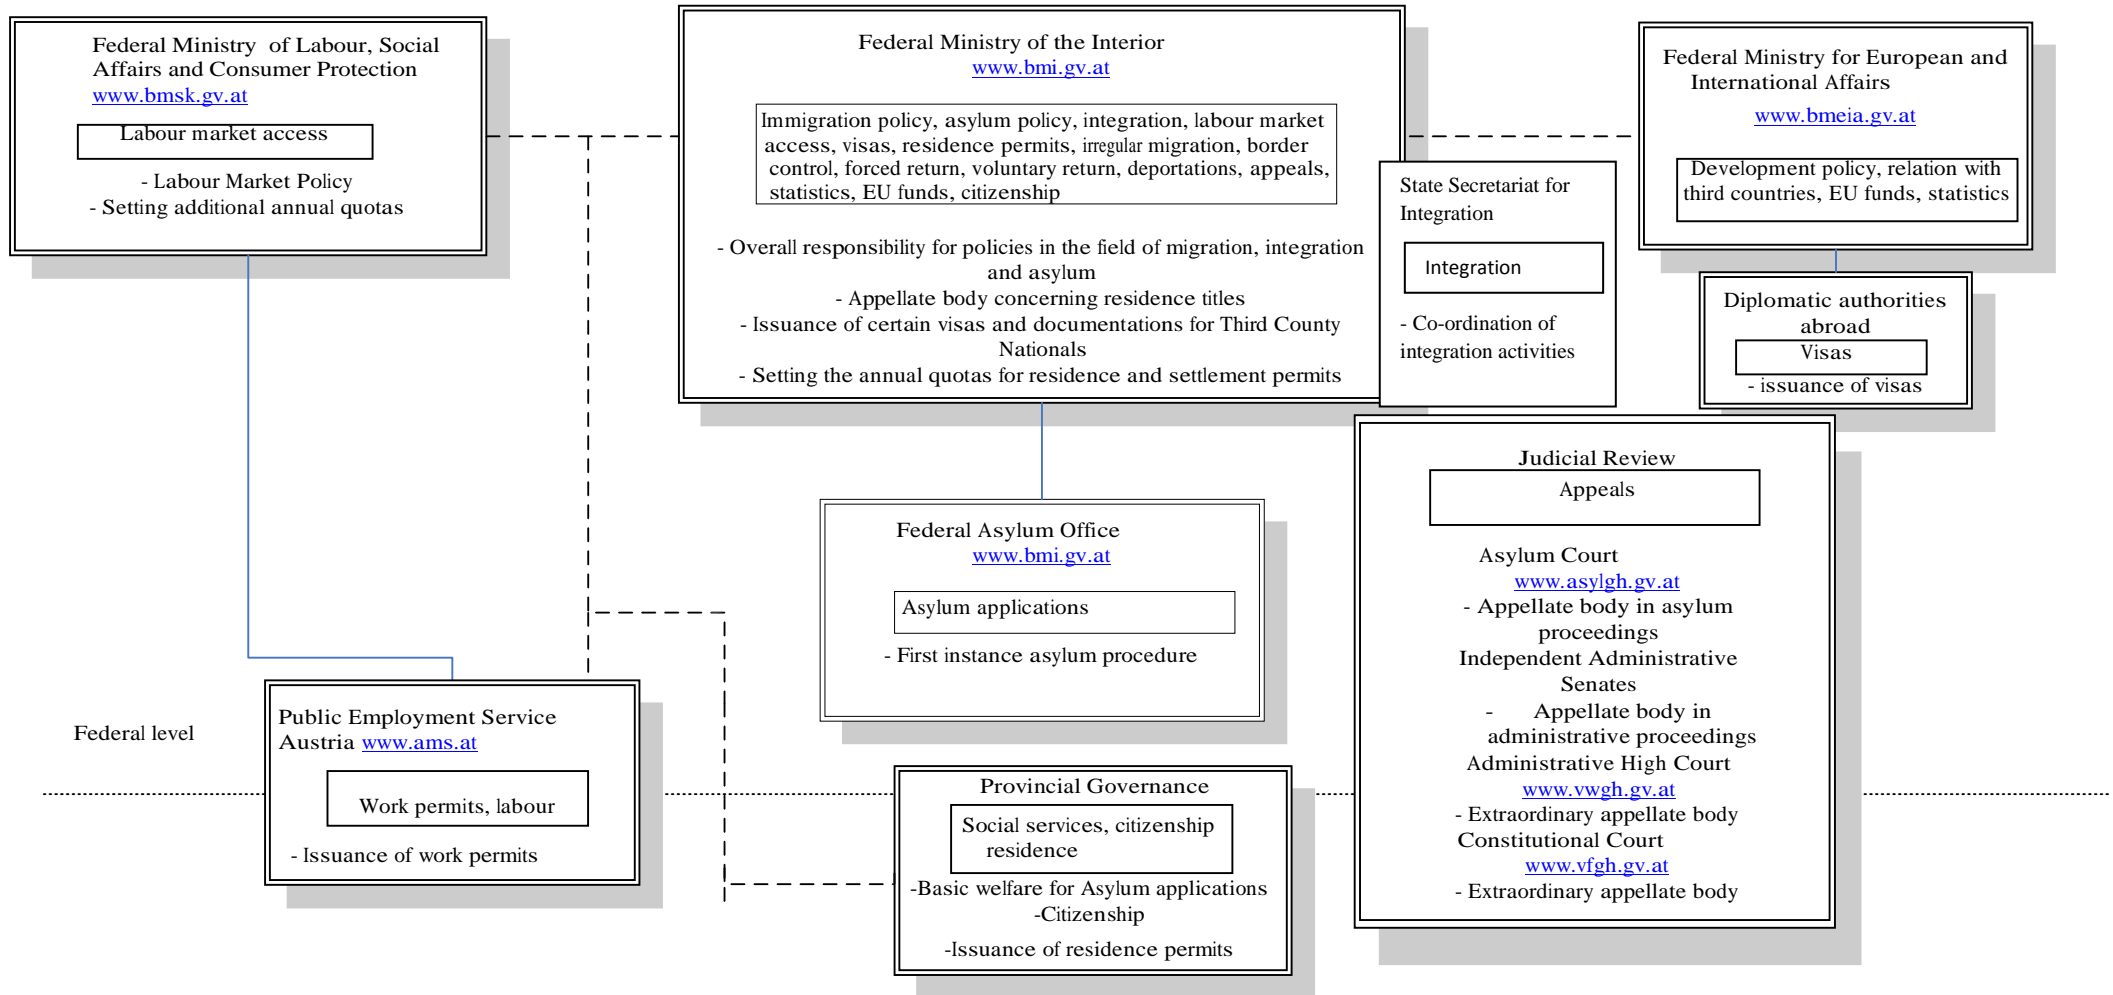 Federal Ministry of Labour, Social
Affairs and Consumer Protection
www.bmsk.gv.at
Labour market access
- Labour Market Policy
- Setting additional annual quotas
Federal Ministry of the Interior
www.bmi.gv.at
Immigration policy, asylum policy, integration, labour market
access, visas, residence permits, irregular migration, border
control, forced return, voluntary return, deportations, appeals,
statistics, EU funds, citizenship
- Overall responsibility for policies in the field of migration, integration
and asylum
- Appellate body concerning residence titles
- Issuance of certain visas and documentations for Third County
Nationals
- Setting the annual quotas for residence and settlement permits
State Secretariat for
Integration
Integration
- Co-ordination of
integration activities
Federal Ministry for European and
International Affairs
www.bmeia.gv.at
Development policy, relation with
third countries, EU funds, statistics
Diplomatic authorities
abroad
Visas
- issuance of visas
Federal Asylum Office
www.bmi.gv.at
Asylum applications
- First instance asylum procedure
Judicial Review
Appeals
Asylum Court
www.asylgh.gv.at
- Appellate body in asylum
proceedings
Independent Administrative
Senates
- Appellate body in
administrative proceedings
Administrative High Court
www.vwgh.gv.at
- Extraordinary appellate body
Constitutional Court
www.vfgh.gv.at
- Extraordinary appellate body
Federal level
Public Employment Service
Austria www.ams.at
Work permits, labour
- Issuance of work permits
Provincial Governance
Social services, citizenship
residence
-Basic welfare for Asylum applications
-Citizenship
-Issuance of residence permits